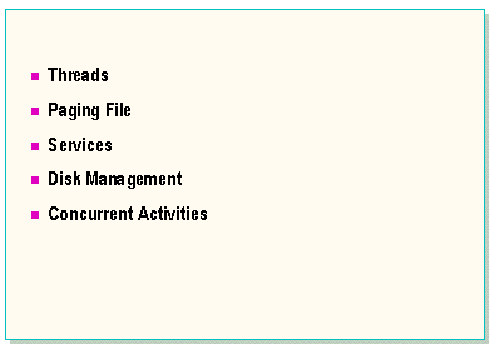 Threads
Paging File
Services
Disk Management
Concurrent Activities